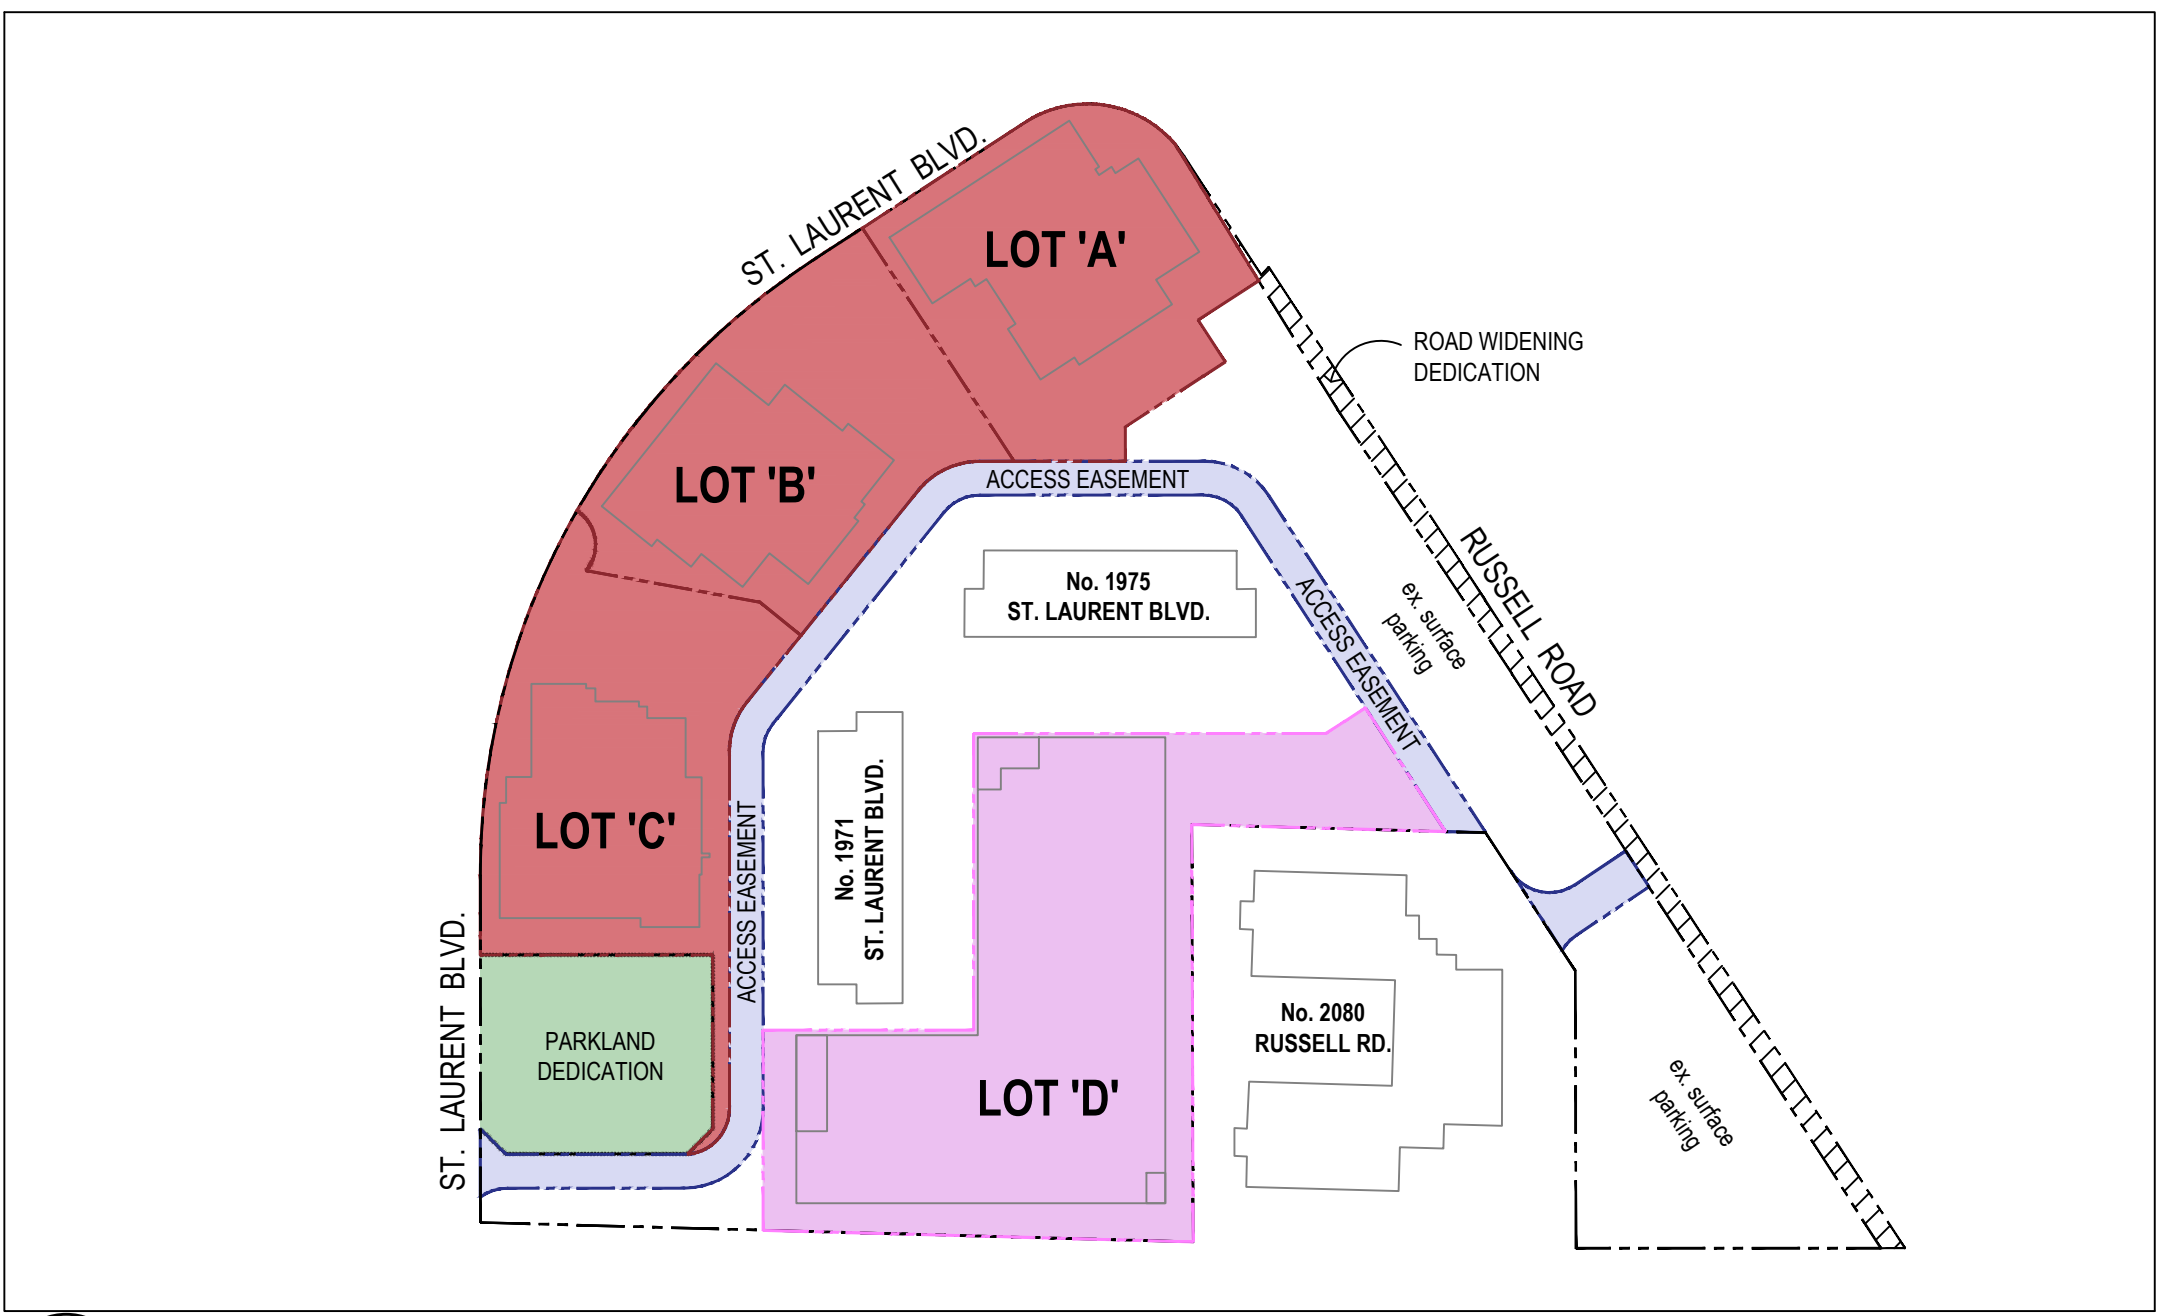 ST. LAURENT BLVD.
LOT 'A'
ROAD WIDENING
DEDICATION
LOT 'B'
ACCESS EASEMENT
No. 1975
ST. LAURENT BLVD.
ACCESS EASEMENT
ex. surface
parking
RUSSELL ROAD
LOT 'C'
ACCESS EASEMENT
No. 1971
ST. LAURENT BLVD.
ST. LAURENT BLVD.
PARKLAND
DEDICATION
LOT 'D'
No. 2080
RUSSELL RD.
ex. surface
parking